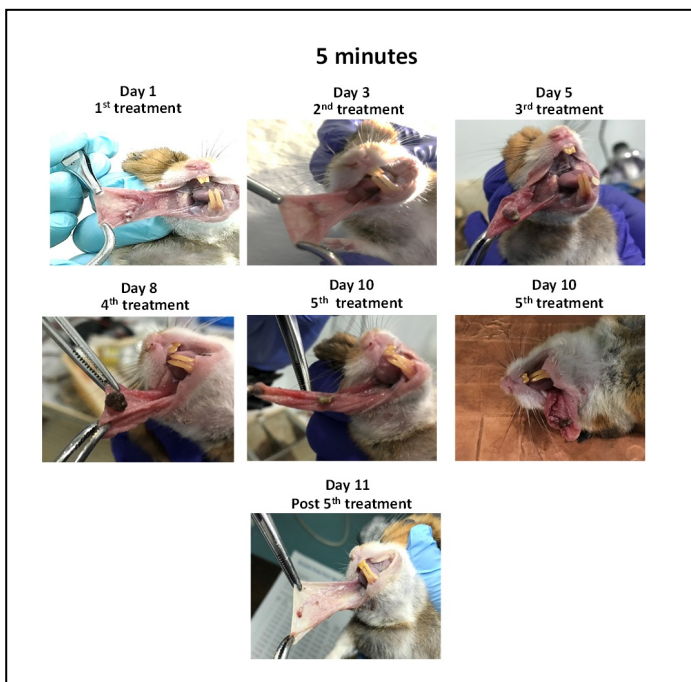 5 minutes
Day 1
1st treatment
Day 3
2nd treatment
Day 5
3rd treatment
Day 8
4th treatment
Day 10
5th treatment
Day 10
5th treatment
Day 11
Post 5th treatment